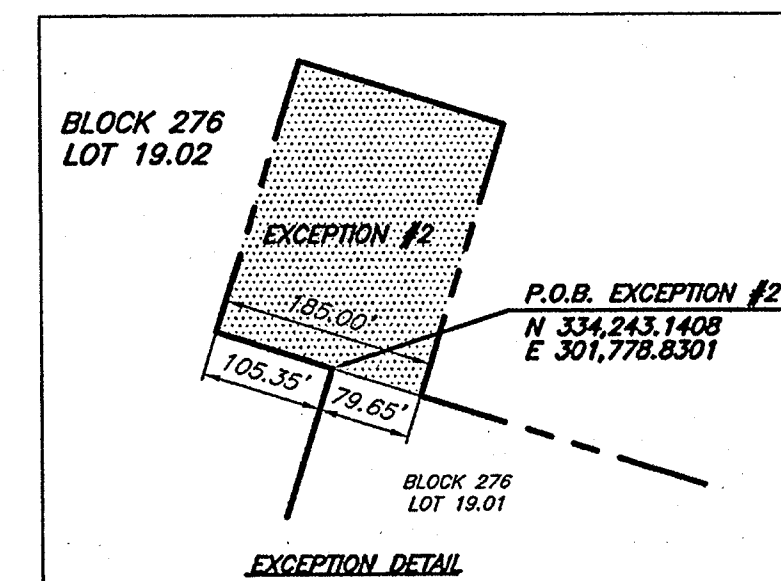 BLOCK 276
LOT 19.02
EXCEPTION #2
185.00'
P.O.B. EXCEPTION #2
N 334,243.1408
E 301,778.8301
105.35'
79.65'
BLOCK 276
LOT 19.01
EXCEPTION DETAIL